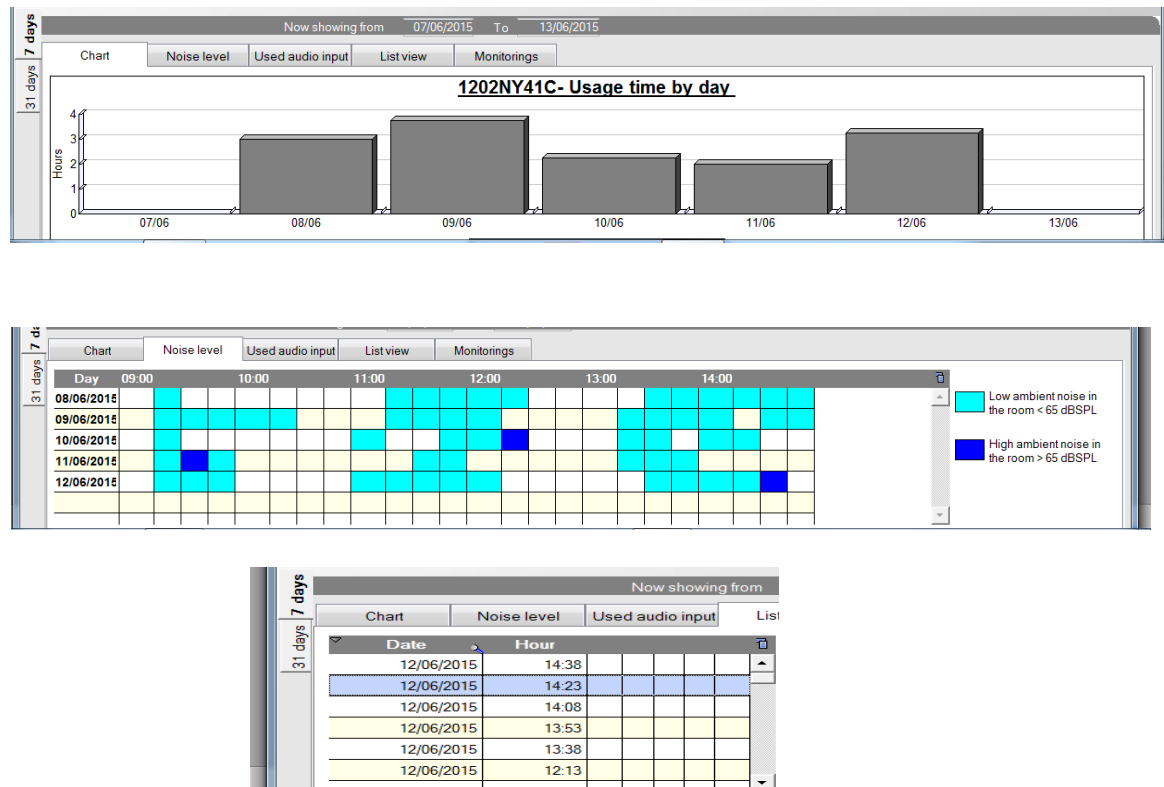 7 days
31 days
Now showing from 07/06/2015 To 13/06/2015
Chart Noise level Used audio input List view Monitorings
1202NY41C- Usage time by day
Hours
4
3
2
1
0
07/06 08/06 09/06 10/06 11/06 12/06 13/06
31 days
Chart Noise level Used audio input List view Monitorings
Day 09:00 10:00 11:00 12:00 13:00 14:00
08/06/2015
09/06/2015
10/06/2015
11/06/2015
12/06/2015
Low ambient noise in
the room < 65 dBSPL
High ambient noise in
the room > 65 dBSPL
7 days
31 days
Now showing from
Chart Noise level Used audio input
Date Hour
12/06/2015 14:38
12/06/2015 14:23
12/06/2015 14:08
12/06/2015 13:53
12/06/2015 13:38
12/06/2015 12:13